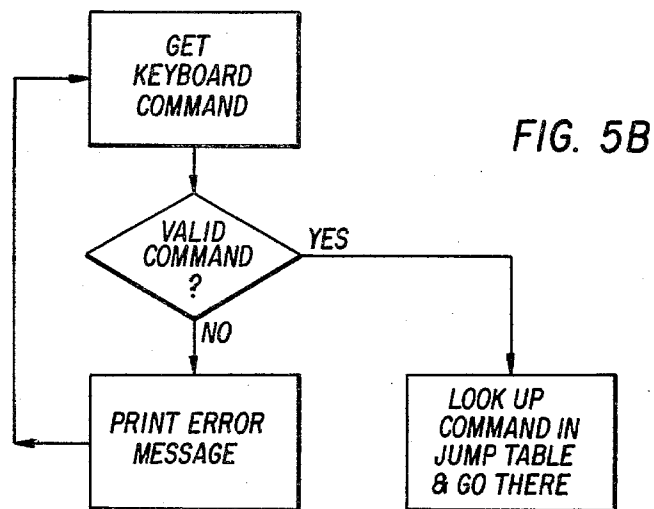 GET
KEYBOARD
COMMAND
FIG. 5B
VALID
COMMAND
?
YES
NO
PRINT ERROR
MESSAGE
LOOK UP
COMMAND IN
JUMP TABLE
& GO THERE